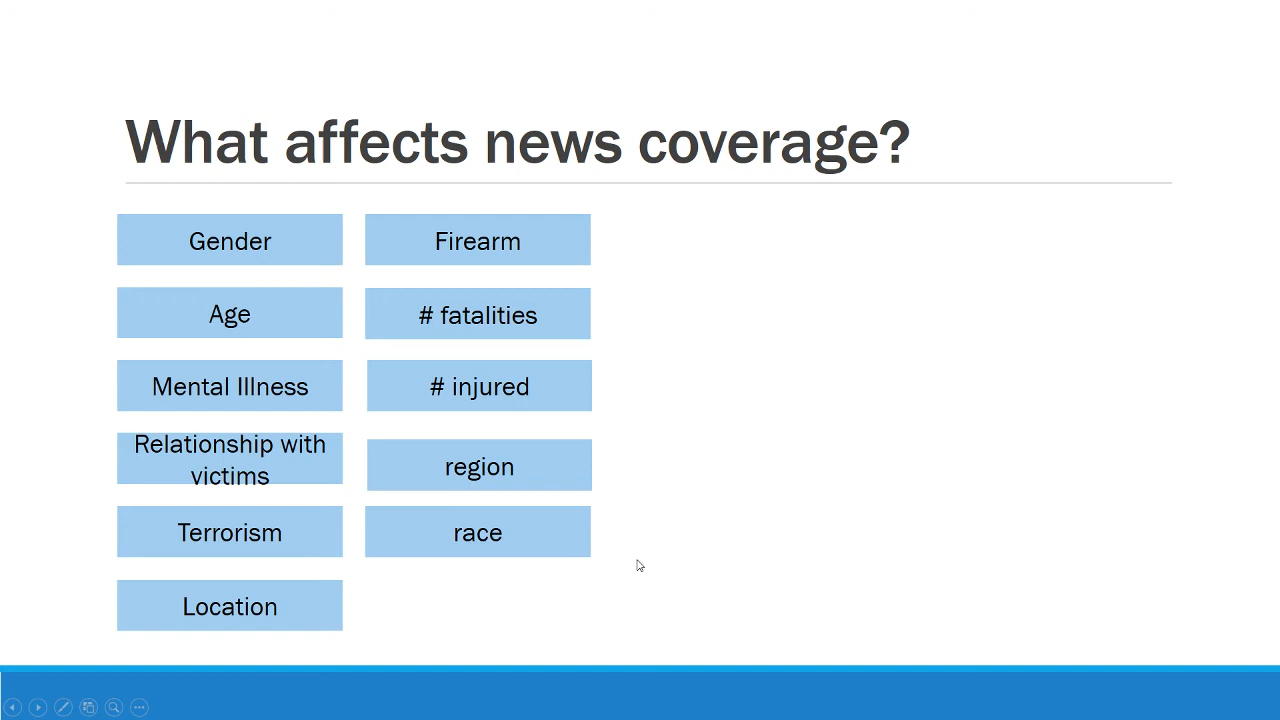 What affects news coverage?
Gender
Age
Mental Illness
Relationship with
victims
Terrorism
Location
Firearm
# fatalities
# injured
region
race